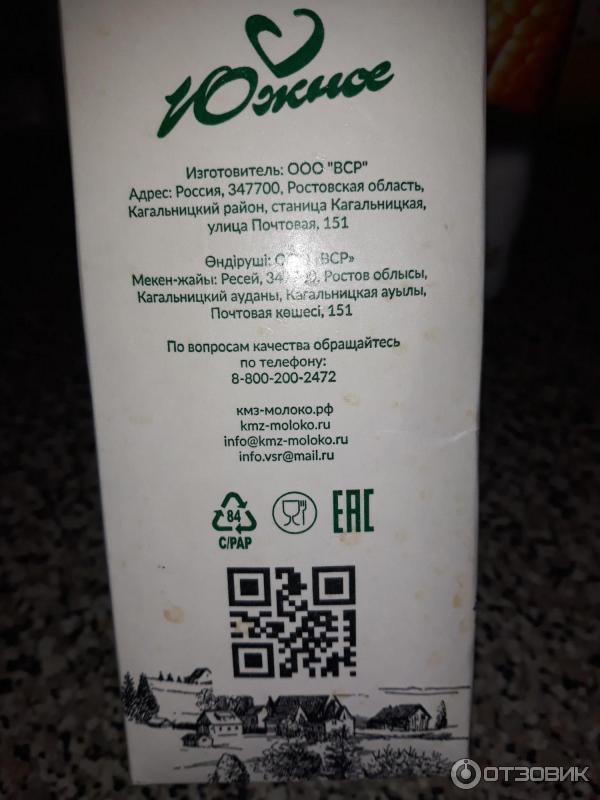 Южное
Изготовитель: ООО "ВСР"
Адрес: Россия, 347700, Ростовская область,
Кагальницкий район, станица Кагальницкая,
улица Почтовая, 151
Өндіруші: «ВСР»
Мекен-жайы: Ресей, Ростов облысы,
Кагальницкий ауданы, Кагальницкая ауылы,
Почтовая көшесі, 151
По вопросам качества обращайтесь
по телефону:
8-800-200-2472
кмз-молоко.рф
kmz-moloko.ru
info@kmz-moloko.ru
info.vsr@mail.ru
84
C/PAP
EAC
ОТЗОВИК